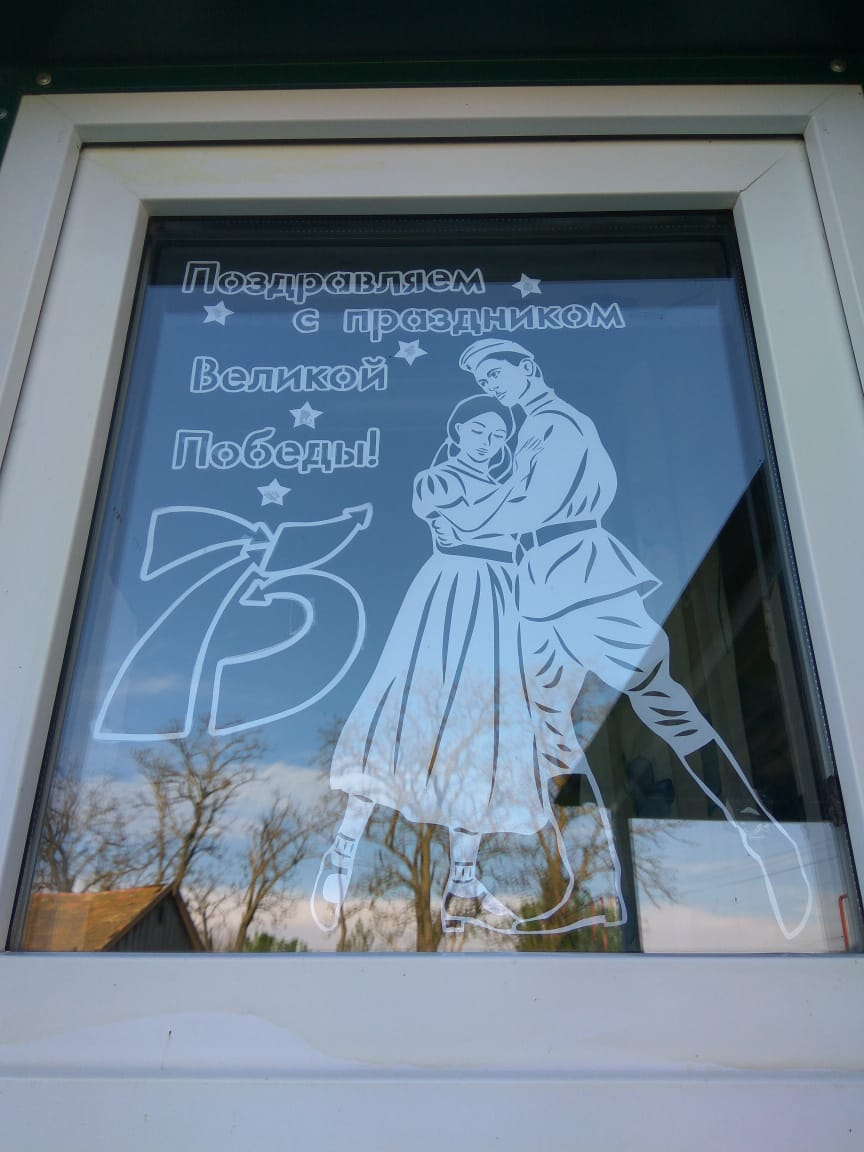 Поздравляем
с праздником
Великой
Победы!
75